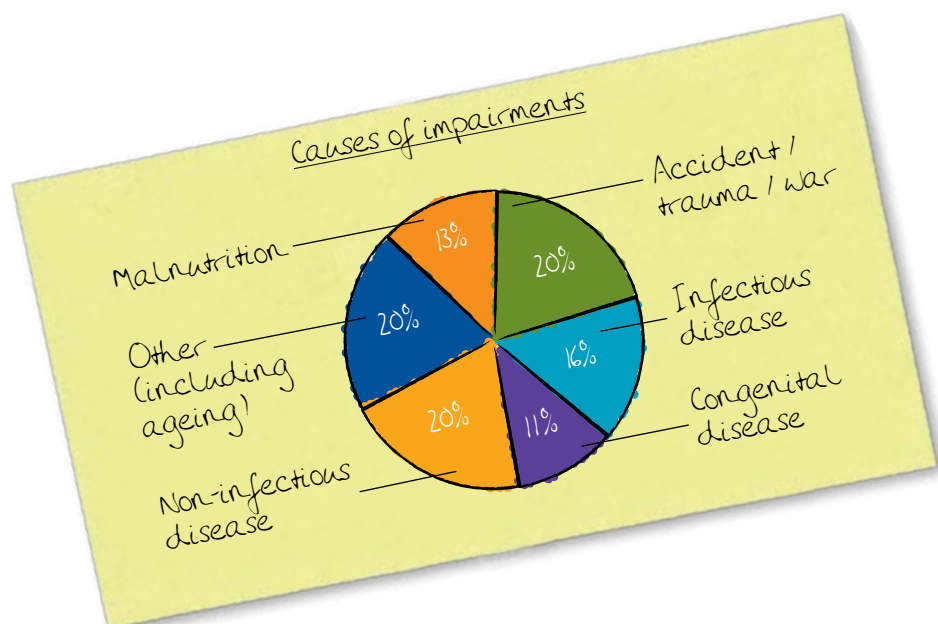 Causes of impairments
Accident /
trauma / war
Infectious
disease
Congenital
disease
Non-infectious
disease
Other
(including
ageing)
Malnutrition
20%
16%
11%
20%
20%
13%